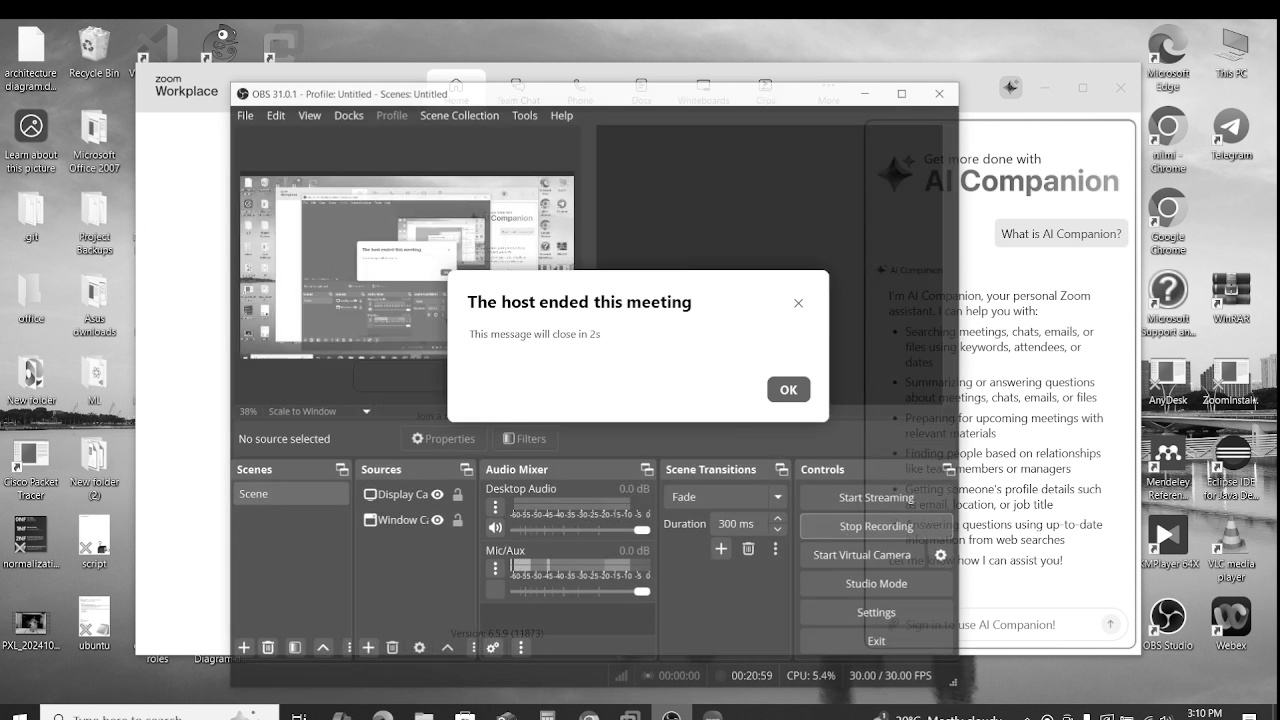 architecture
diagram.d...
Recycle Bin
Learn about
this picture
Microsoft
Office 2007
.git
Project
Backups
office
Asus
downloads
New folder
ML
Cisco Packet
Tracer
New folder
(2)
normalizati...
script
PXL_202410...
ubuntu
roles
Diagram
zoom
Workplace
Home
Team Chat
Phone
Docs
Whiteboards
Clips
More
OBS 31.0.1 - Profile: Untitled - Scenes: Untitled
File Edit View Docks Profile Scene Collection Tools Help
The host ended this meeting
This message will close in 2s
OK
38% Scale to Window
No source selected
Properties
Filters
Scenes
Scene
Sources
Display Ca
Window Ca
Audio Mixer
Desktop Audio 0.0 dB
-60 -55 -50 -45 -40 -35 -30 -25 -20 -15 -10 -5 0
Mic/Aux 0.0 dB
-60 -55 -50 -45 -40 -35 -30 -25 -20 -15 -10 -5 0
Version: 6.5.9 (11873)
Scene Transitions
Fade
Duration 300 ms
Controls
Start Streaming
Stop Recording
Start Virtual Camera
Studio Mode
Settings
Exit
00:00:00 00:20:59 CPU: 5.4% 30.00 / 30.00 FPS
Get more done with
AI Companion
What is AI Companion?
AI Companion
I'm AI Companion, your personal Zoom
assistant. I can help you with:
• Searching meetings, chats, emails, or
files using keywords, attendees, or
dates
• Summarizing or answering questions
about meetings, chats, emails, or files
• Preparing for upcoming meetings with
relevant materials
• Finding people based on relationships
like team members or managers
• Getting someone's profile details such
as email, location, or job title
• Answering questions using up-to-date
information from web searches
Let me know how I can assist you!
Sign in to use AI Companion!
Microsoft
Edge
This PC
nilmi -
Chrome
Telegram
Google
Chrome
Microsoft
Support an...
WinRAR
AnyDesk
ZoomInstall...
Mendeley
Referen...
Eclipse IDE
for Java De...
KMPlayer 64X
VLC media
player
OBS Studio
Webex
Type here to search
Mostly cloudy
3:10 PM